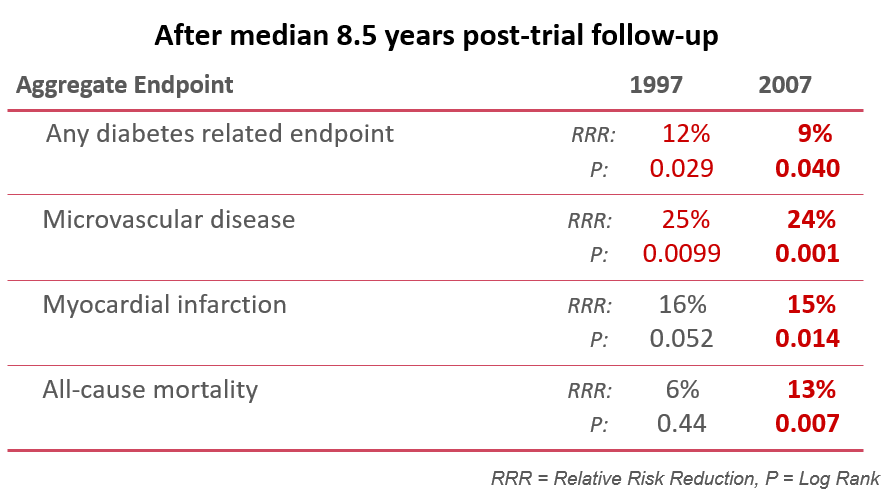 After median 8.5 years post-trial follow-up
Aggregate Endpoint 1997 2007
Any diabetes related endpoint RRR: 12% 9%
P: 0.029 0.040
Microvascular disease RRR: 25% 24%
P: 0.0099 0.001
Myocardial infarction RRR: 16% 15%
P: 0.052 0.014
All-cause mortality RRR: 6% 13%
P: 0.44 0.007
RRR = Relative Risk Reduction, P = Log Rank